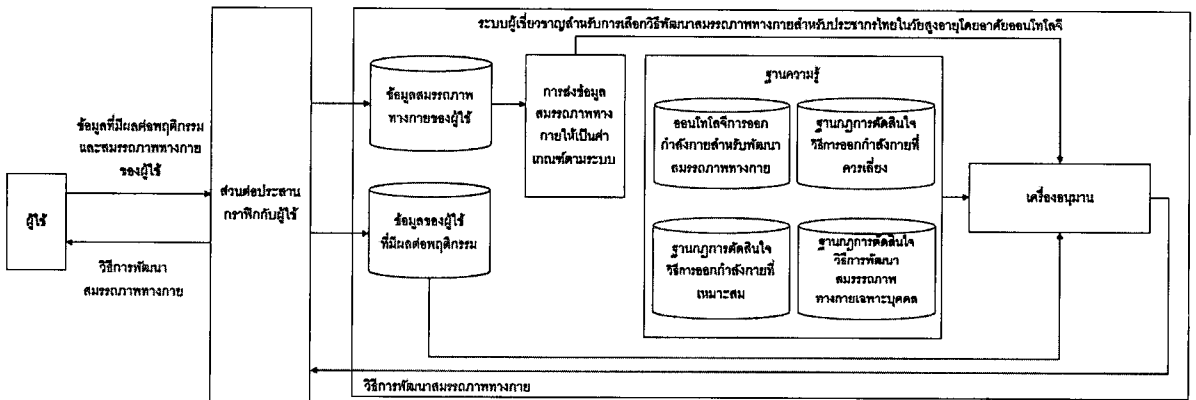 ระบบผู้เชี่ยวชาญสำหรับการเลือกวิธีพัฒนาสมรรถภาพทางกายสำหรับประชากรไทยในวัยสูงอายุโดยอาศัยออนโทโลจี
ข้อมูลที่มีผลต่อพฤติกรรม
และสมรรถภาพทางกาย
ของผู้ใช้
ผู้ใช้
วิธีการพัฒนา
สมรรถภาพทางกาย
ส่วนต่อประสาน
กราฟิกกับผู้ใช้
ข้อมูลสมรรถภาพ
ทางกายของผู้ใช้
ข้อมูลของผู้ใช้
ที่มีผลต่อพฤติกรรม
การส่งข้อมูล
สมรรถภาพทาง
กายให้เป็นค่า
เกณฑ์ตามระบบ
ฐานความรู้
ออนโทโลจีการออก
กำลังกายสำหรับพัฒนา
สมรรถภาพทางกาย
ฐานกฎการตัดสินใจ
วิธีการออกกำลังกายที่
ควรเลี่ยง
ฐานกฎการตัดสินใจ
วิธีการออกกำลังกายที่
เหมาะสม
ฐานกฎการตัดสินใจ
วิธีการพัฒนา
สมรรรถภาพ
ทางกายเฉพาะบุคคล
เครื่องอนุมาน
วิธีการพัฒนาสมรรถภาพทางกาย